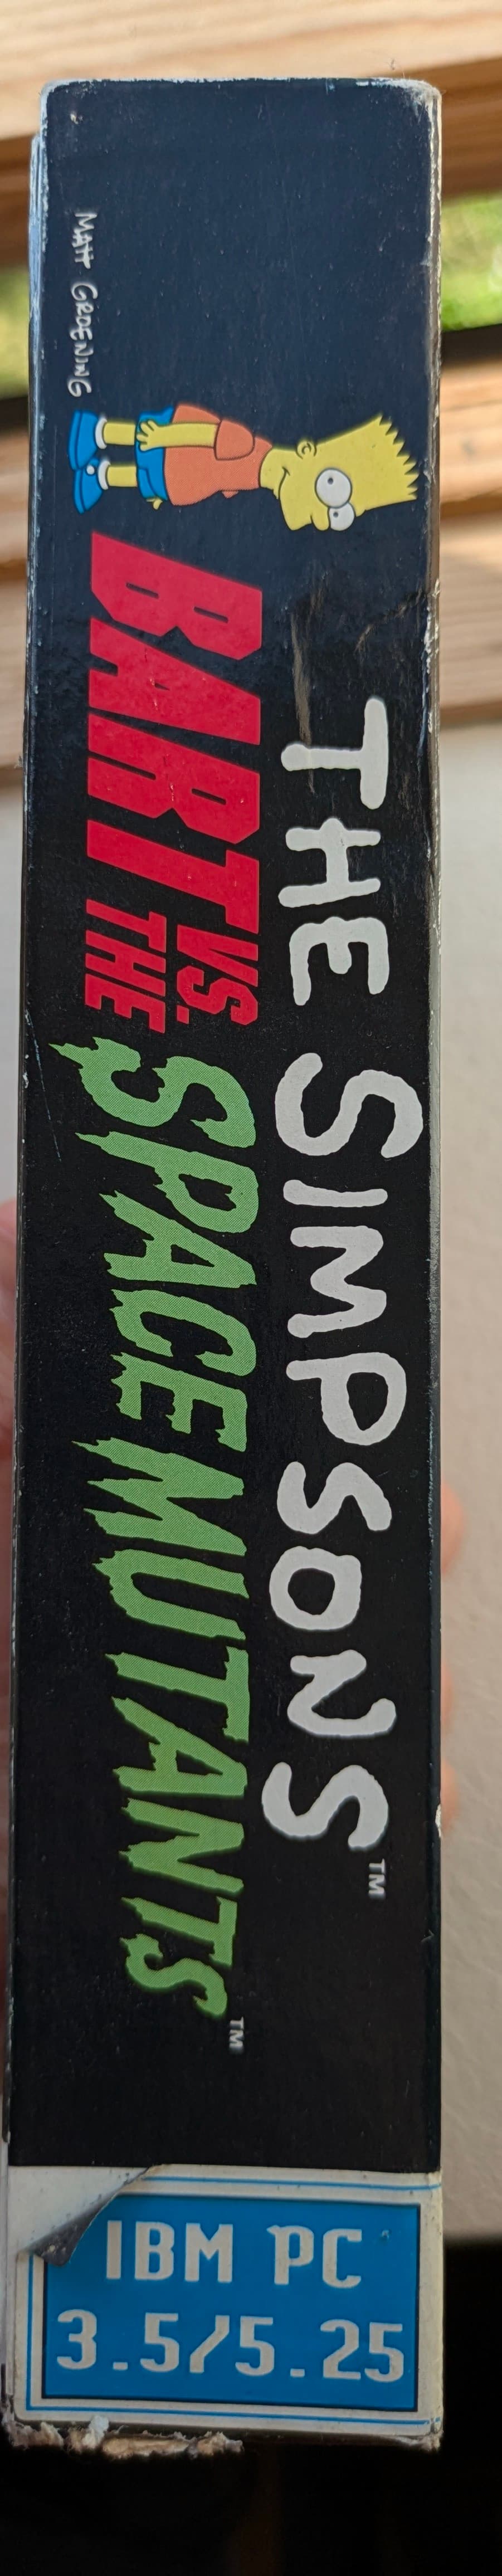 MATT GROENING
THE SIMPSONS™
BART VS. THE SPACE MUTANTS™
IBM PC
3.5/5.25